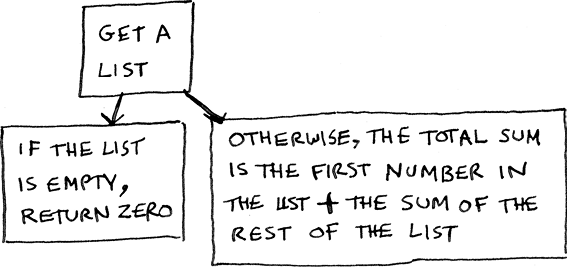 GET A
LIST
IF THE LIST
IS EMPTY,
RETURN ZERO
OTHERWISE, THE TOTAL SUM
IS THE FIRST NUMBER IN
THE LIST + THE SUM OF THE
REST OF THE LIST